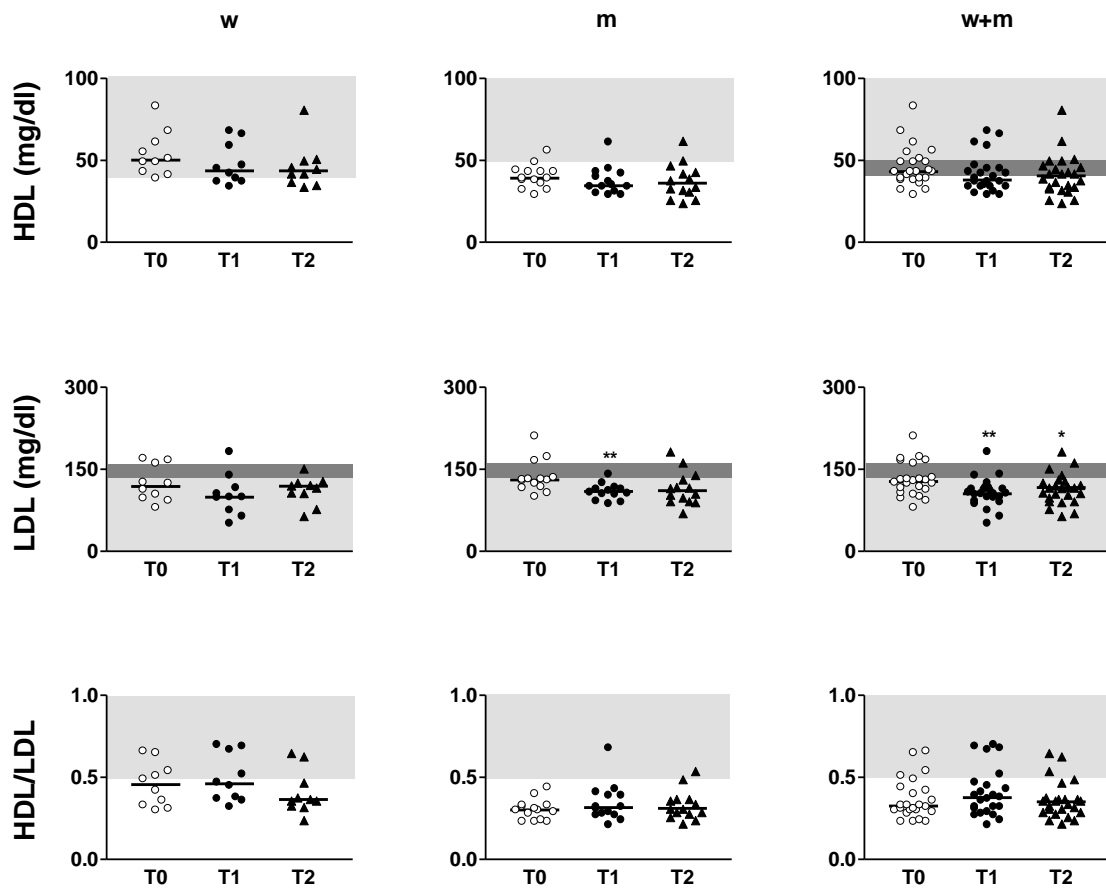 w m w+m
HDL (mg/dl)
100 100 100
50 50 50
0 0 0
T0 T1 T2 T0 T1 T2 T0 T1 T2
LDL (mg/dl)
300 300 300
** ** *
150 150 150
0 0 0
T0 T1 T2 T0 T1 T2 T0 T1 T2
HDL/LDL
1.0 1.0 1.0
0.5 0.5 0.5
0.0 0.0 0.0
T0 T1 T2 T0 T1 T2 T0 T1 T2